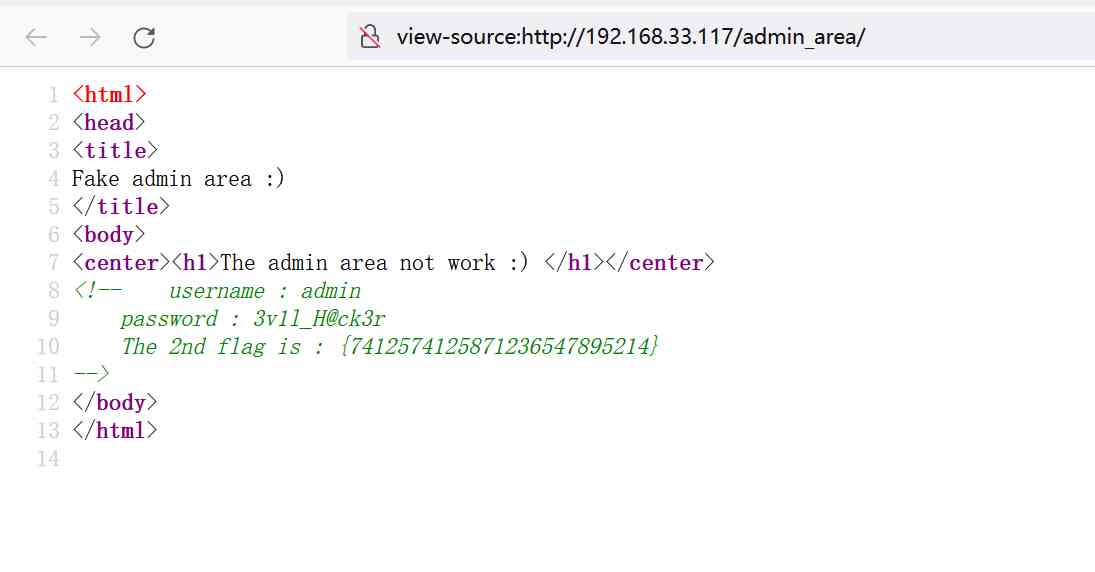 view-source:http://192.168.33.117/admin_area/
1 <html>
2 <head>
3 <title>
4 Fake admin area :)
5 </title>
6 <body>
7 <center><h1>The admin area not work :) </h1></center>
8 <!--    username : admin
9     password : 3v1l_H@ck3r
10     The 2nd flag is : {7412574125871236547895214}
11 -->
12 </body>
13 </html>
14